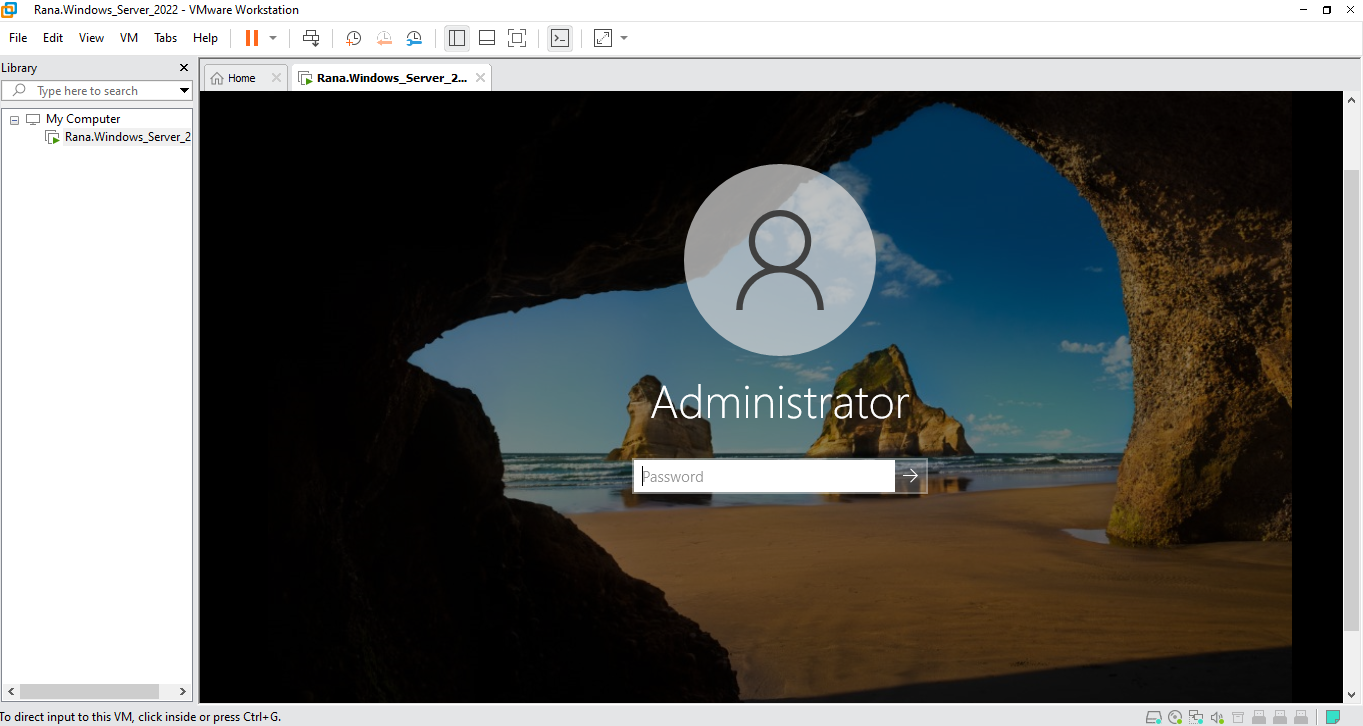 Rana.Windows_Server_2022 - VMware Workstation
File Edit View VM Tabs Help
Library
Type here to search
Home
Rana.Windows_Server_2...
My Computer
Rana.Windows_Server_2
Administrator
Password
To direct input to this VM, click inside or press Ctrl+G.